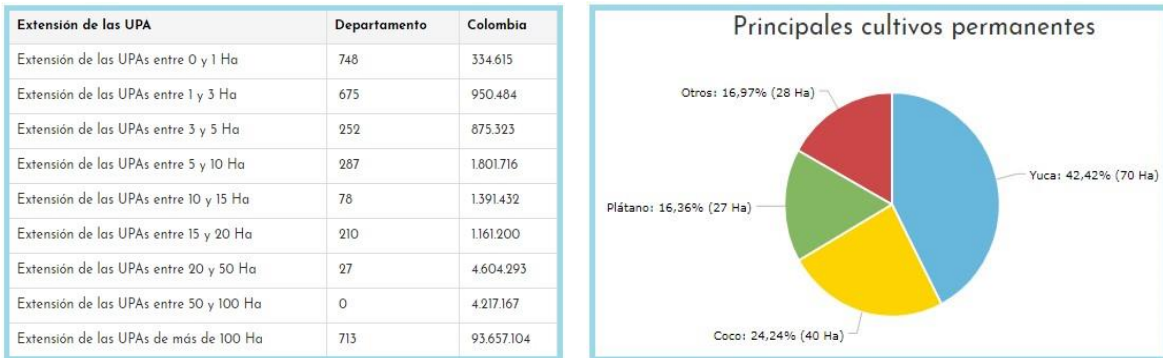 Extensión de las UPA Departamento Colombia
Extensión de las UPAs entre 0 y 1 Ha 748 334.615
Extensión de las UPAs entre 1 y 3 Ha 675 950.484
Extensión de las UPAs entre 3 y 5 Ha 252 875.323
Extensión de las UPAs entre 5 y 10 Ha 287 1.801.716
Extensión de las UPAs entre 10 y 15 Ha 78 1.391.432
Extensión de las UPAs entre 15 y 20 Ha 210 1.161.200
Extensión de las UPAs entre 20 y 50 Ha 27 4.604.293
Extensión de las UPAs entre 50 y 100 Ha 0 4.217.167
Extensión de las UPAs de más de 100 Ha 713 93.657.104
Principales cultivos permanentes
Otros: 16,97% (28 Ha)
Yuca: 42,42% (70 Ha)
Plátano: 16,36% (27 Ha)
Coco: 24,24% (40 Ha)